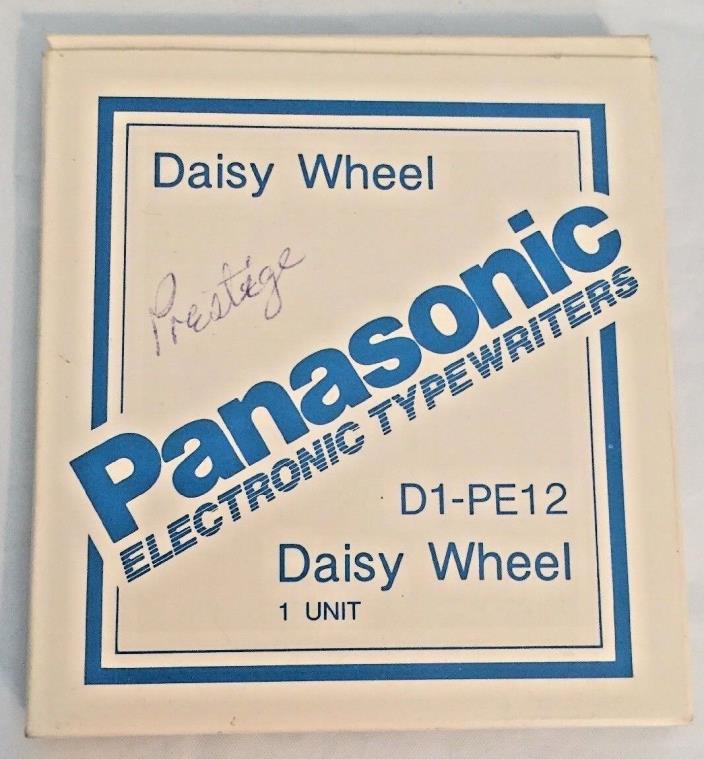 Daisy Wheel
Prestige
Panasonic
ELECTRONIC TYPEWRITERS
D1-PE12
Daisy Wheel
1 UNIT